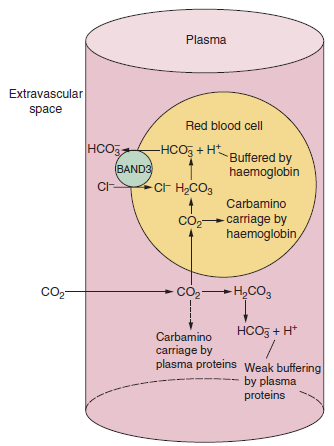 Plasma
Extravascular
space
Red blood cell
HCO₃⁻
HCO₃⁻ + H⁺
Buffered by
haemoglobin
BAND3
Cl⁻
Cl⁻ H₂CO₃
Carbamino
CO₂
carriage by
haemoglobin
CO₂
CO₂
H₂CO₃
HCO₃⁻ + H⁺
Carbamino
carriage by
plasma proteins
Weak buffering
by plasma
proteins